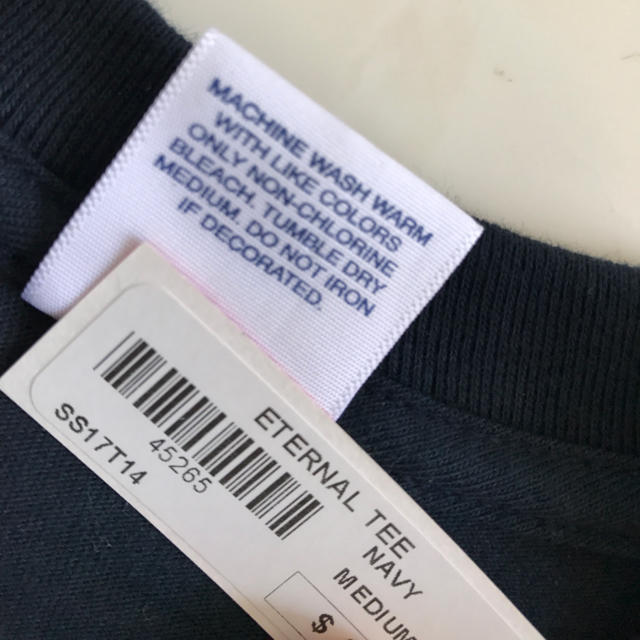 MACHINE WASH WARM
WITH LIKE COLORS
ONLY NON-CHLORINE
BLEACH. TUMBLE DRY
MEDIUM. DO NOT IRON
IF DECORATED.
ETERNAL TEE
NAVY
MEDIUM
45265
SS17T14
$